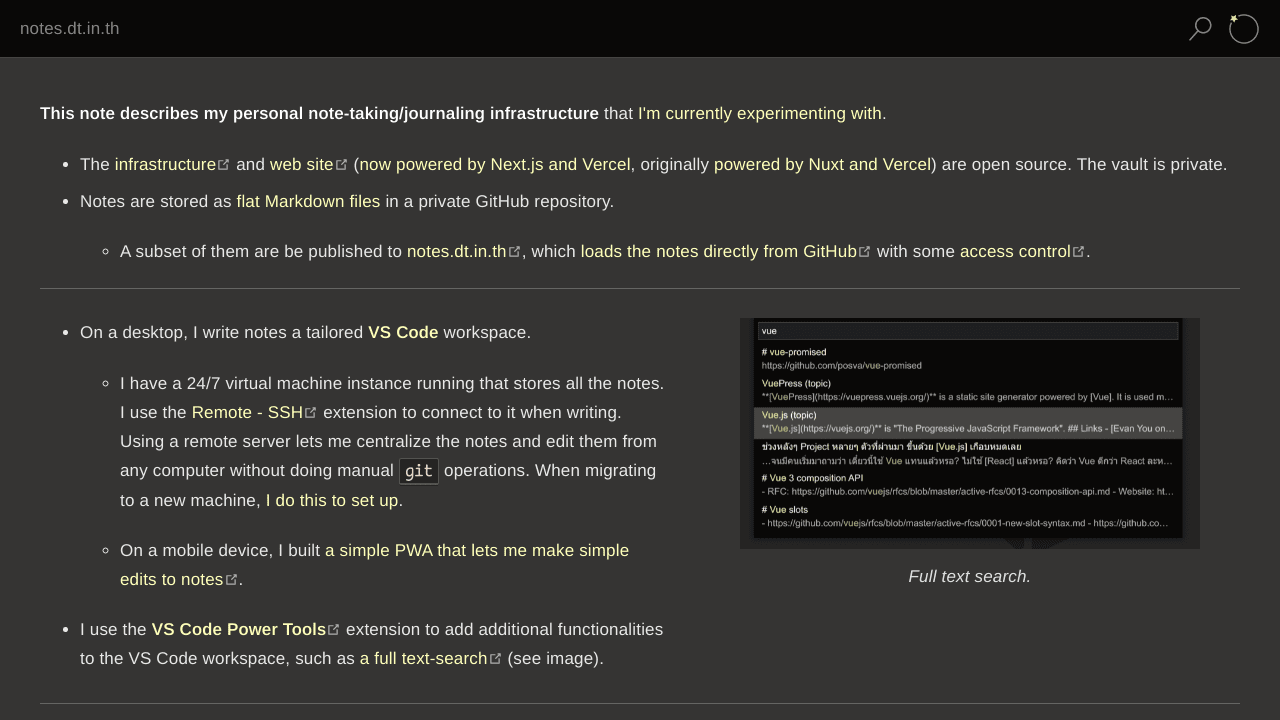 notes.dt.in.th
This note describes my personal note-taking/journaling infrastructure that I'm currently experimenting with.
• The infrastructure and web site (now powered by Next.js and Vercel, originally powered by Nuxt and Vercel) are open source. The vault is private.
• Notes are stored as flat Markdown files in a private GitHub repository.
◦ A subset of them are be published to notes.dt.in.th, which loads the notes directly from GitHub with some access control.
• On a desktop, I write notes a tailored VS Code workspace.
◦ I have a 24/7 virtual machine instance running that stores all the notes.
I use the Remote - SSH extension to connect to it when writing.
Using a remote server lets me centralize the notes and edit them from
any computer without doing manual git operations. When migrating
to a new machine, I do this to set up.
◦ On a mobile device, I built a simple PWA that lets me make simple
edits to notes.
• I use the VS Code Power Tools extension to add additional functionalities
to the VS Code workspace, such as a full text-search (see image).
vue
# vue-promised
https://github.com/posva/vue-promised
VuePress (topic)
**[VuePress](https://vuepress.vuejs.org/)** is a static site generator powered by [Vue]. It is used m...
Vue.js (topic)
**[Vue.js](https://vuejs.org/)** is "The Progressive JavaScript Framework". ## Links - [Evan You on...
ช่วงหลังๆ Project หลายๆ ตัวที่ผ่านมา ขึ้นด้วย [Vue.js] เกือบหมดเลย
...จนมีคนเริ่มมาถามว่า เดี๋ยวนี้ใช้ Vue แทนแล้วหรอ? ไม่ใช้ [React] แล้วหรอ? คิดว่า Vue ดีกว่า React ละห...
# Vue 3 composition API
- RFC: https://github.com/vuejs/rfcs/blob/master/active-rfcs/0013-composition-api.md - Website: ht...
# Vue slots
- https://github.com/vuejs/rfcs/blob/master/active-rfcs/0001-new-slot-syntax.md - https://github.co...
Full text search.